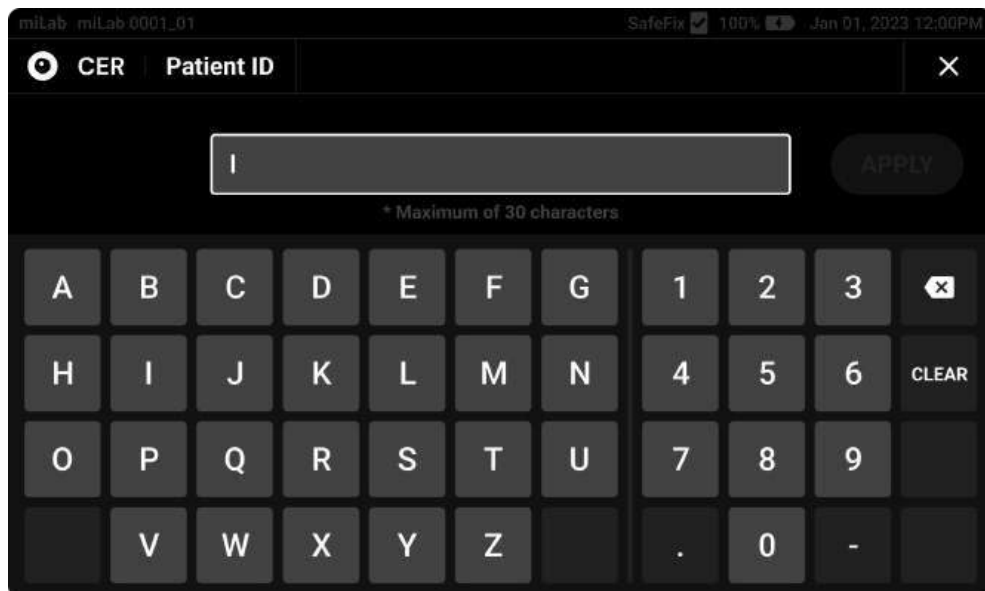 miLab miLab 0001_01 SafeFix 100% Jan 01, 2023 12:00PM
CER Patient ID
APPLY
* Maximum of 30 characters
A B C D E F G 1 2 3
H I J K L M N 4 5 6 CLEAR
O P Q R S T U 7 8 9
V W X Y Z . 0 -